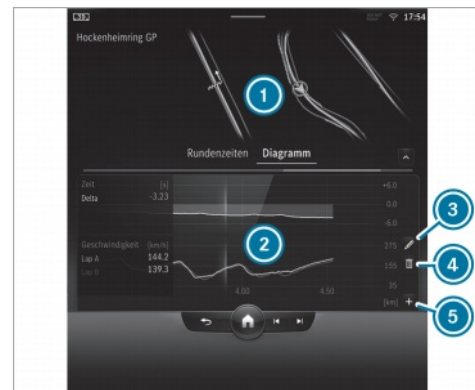 17:54
Hockenheimring GP
1
Rundenzeiten Diagramm
Zeit [s]
Delta -3,23
+6.0
0.0
-6.0
3
Geschwindigkeit [km/h]
Lap A 144.2
Lap B 139.3
2
275
155
35
4
4.00 4.50 [km]
5